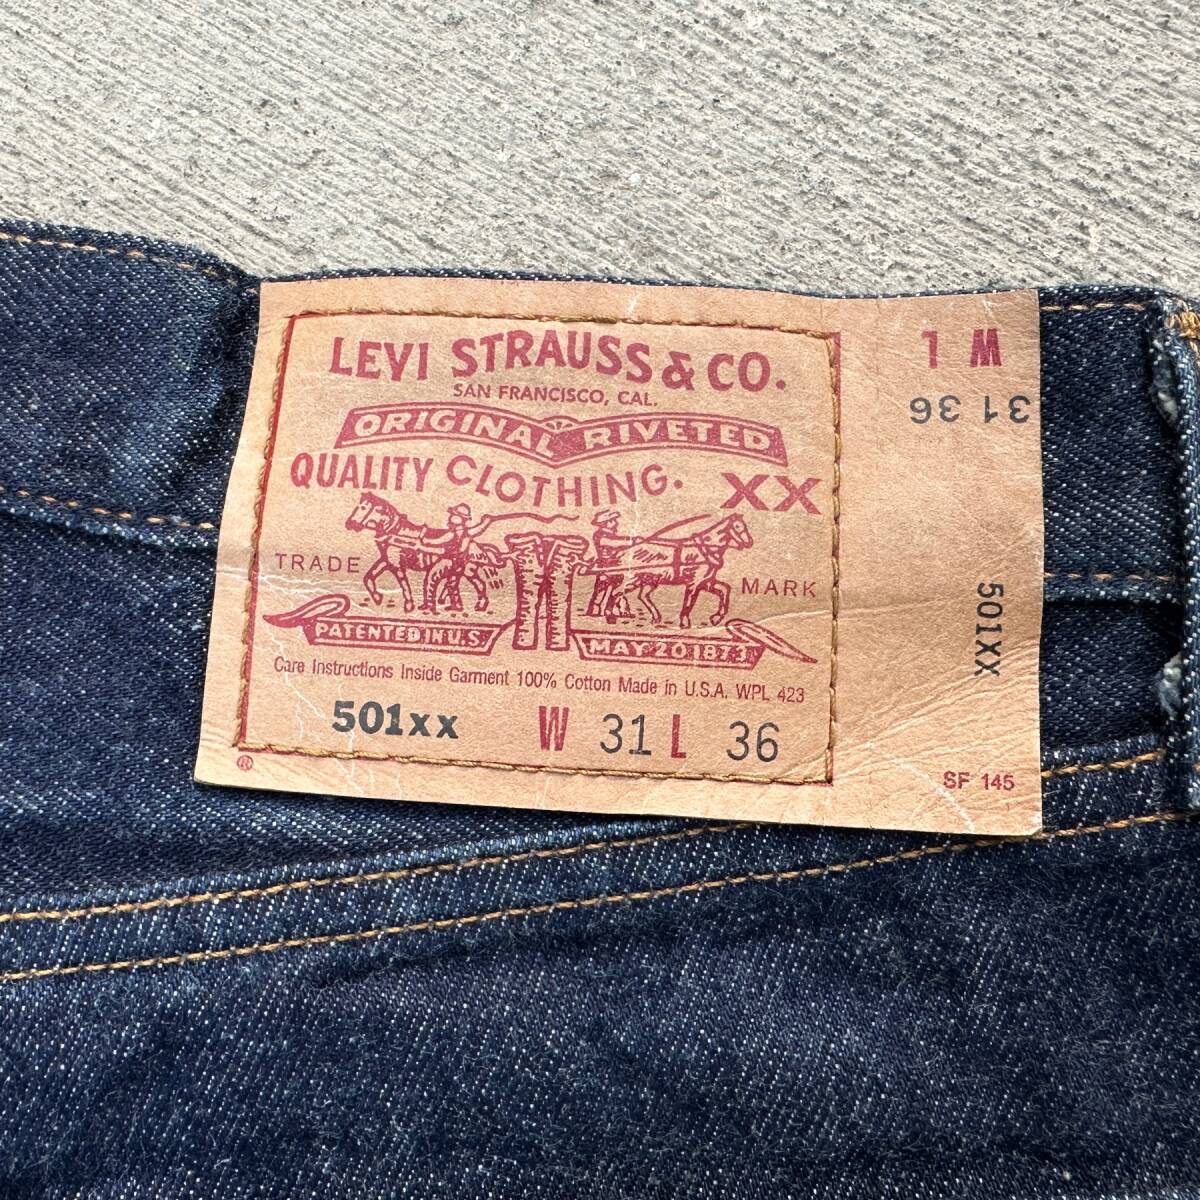 LEVI STRAUSS & CO.
SAN FRANCISCO, CAL.
ORIGINAL RIVETED
QUALITY CLOTHING. XX
TRADE MARK
PATENTED IN U.S. MAY 20 1873
Care Instructions Inside Garment 100% Cotton Made in U.S.A. WPL 423
501xx W 31 L 36
®
W L
31 36
501XX
SF 145